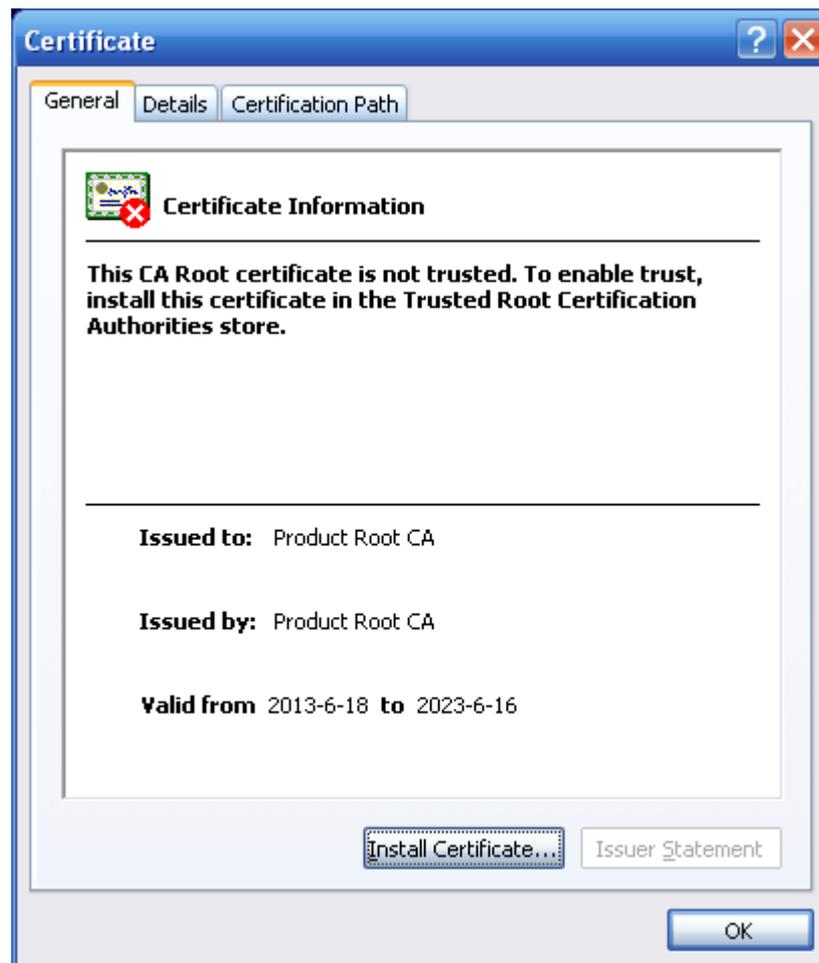 Certificate
General Details Certification Path
Certificate Information
This CA Root certificate is not trusted. To enable trust,
install this certificate in the Trusted Root Certification
Authorities store.
Issued to: Product Root CA
Issued by: Product Root CA
Valid from 2013-6-18 to 2023-6-16
Install Certificate... Issuer Statement
OK